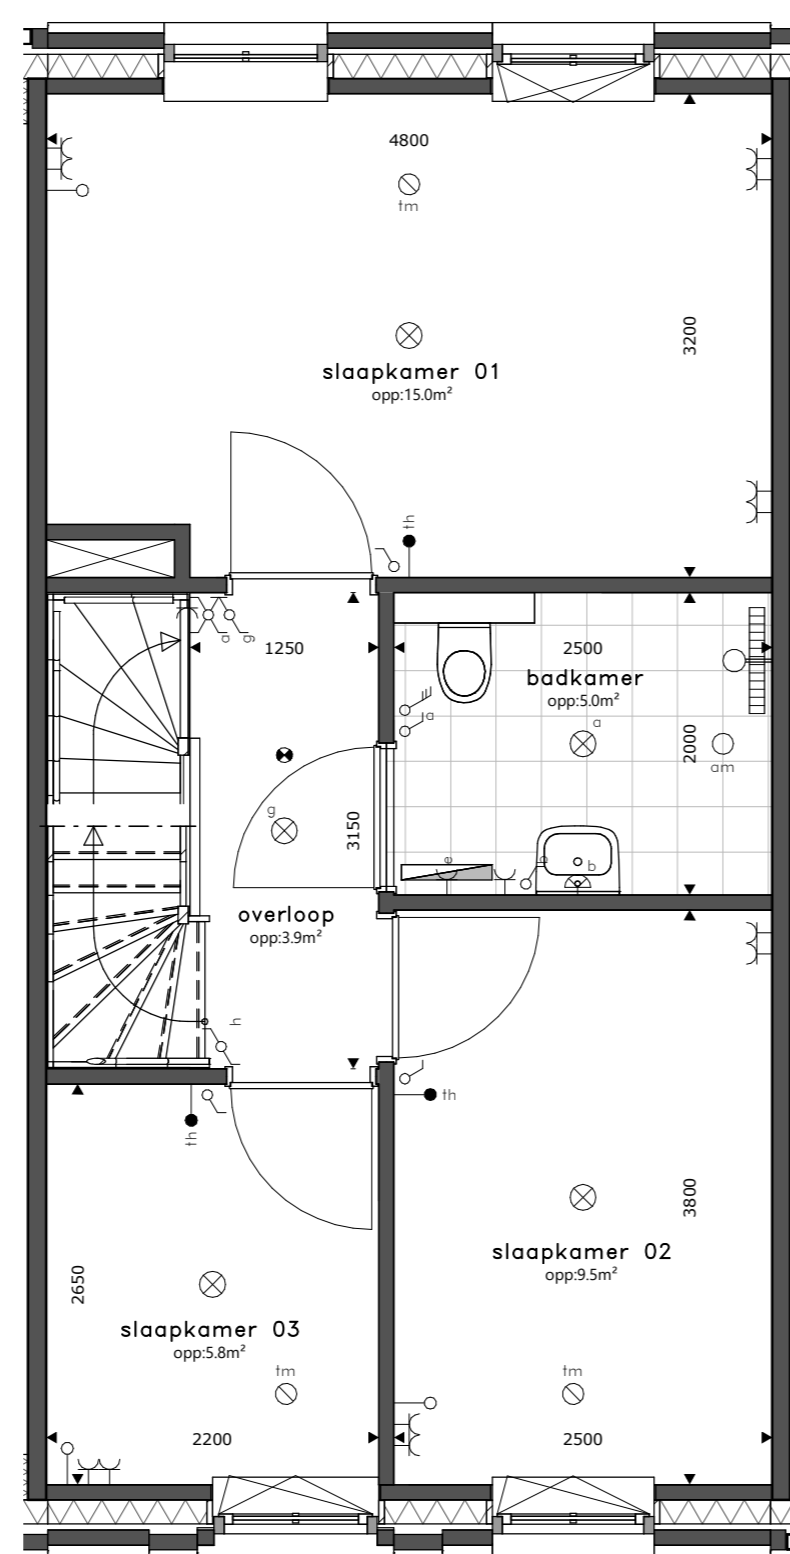 4800
tm
3200
slaapkamer 01
opp:15.0m²
th
a
g
1250
2500
badkamer
opp:5.0m²
a
a
2000
am
g
3150
e
b
b
overloop
opp:3.9m²
h
th
th
3800
slaapkamer 02
opp:9.5m²
2650
slaapkamer 03
opp:5.8m²
tm
tm
2200
2500